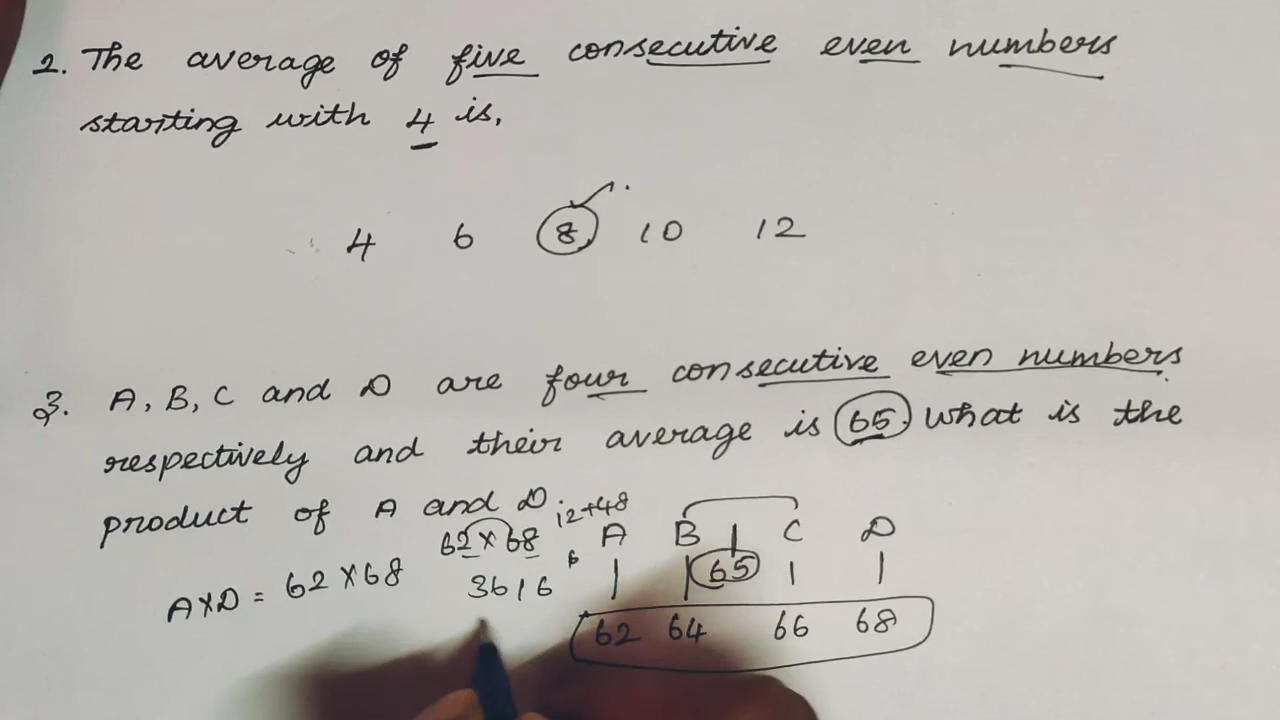 2. The average of five consecutive even numbers
starting with 4 is,
4 6 8 10 12
3. A, B, C and D are four consecutive even numbers
respectively and their average is 65. What is the
product of A and D.
12+48
62×68
3616
A×D = 62×68
A B C D
65
62 64 66 68